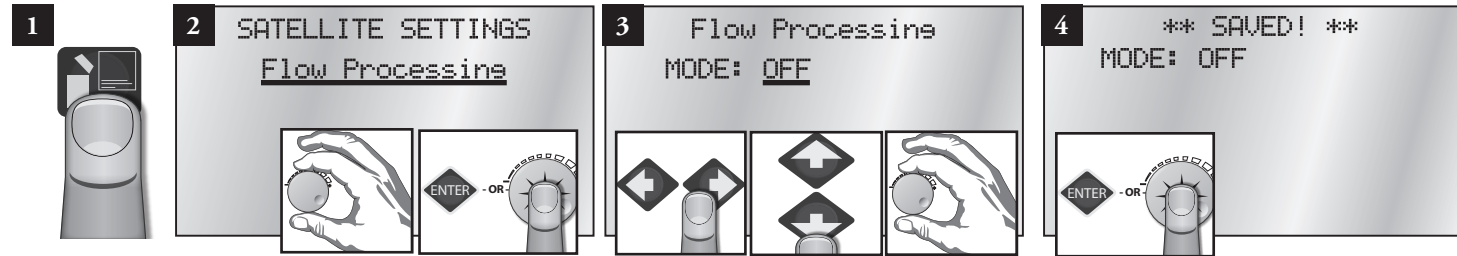 1
2
SATELLITE SETTINGS
Flow Processing
ENTER
- OR -
3
Flow Processing
MODE: OFF
4
** SAVED! **
MODE: OFF
ENTER
- OR -